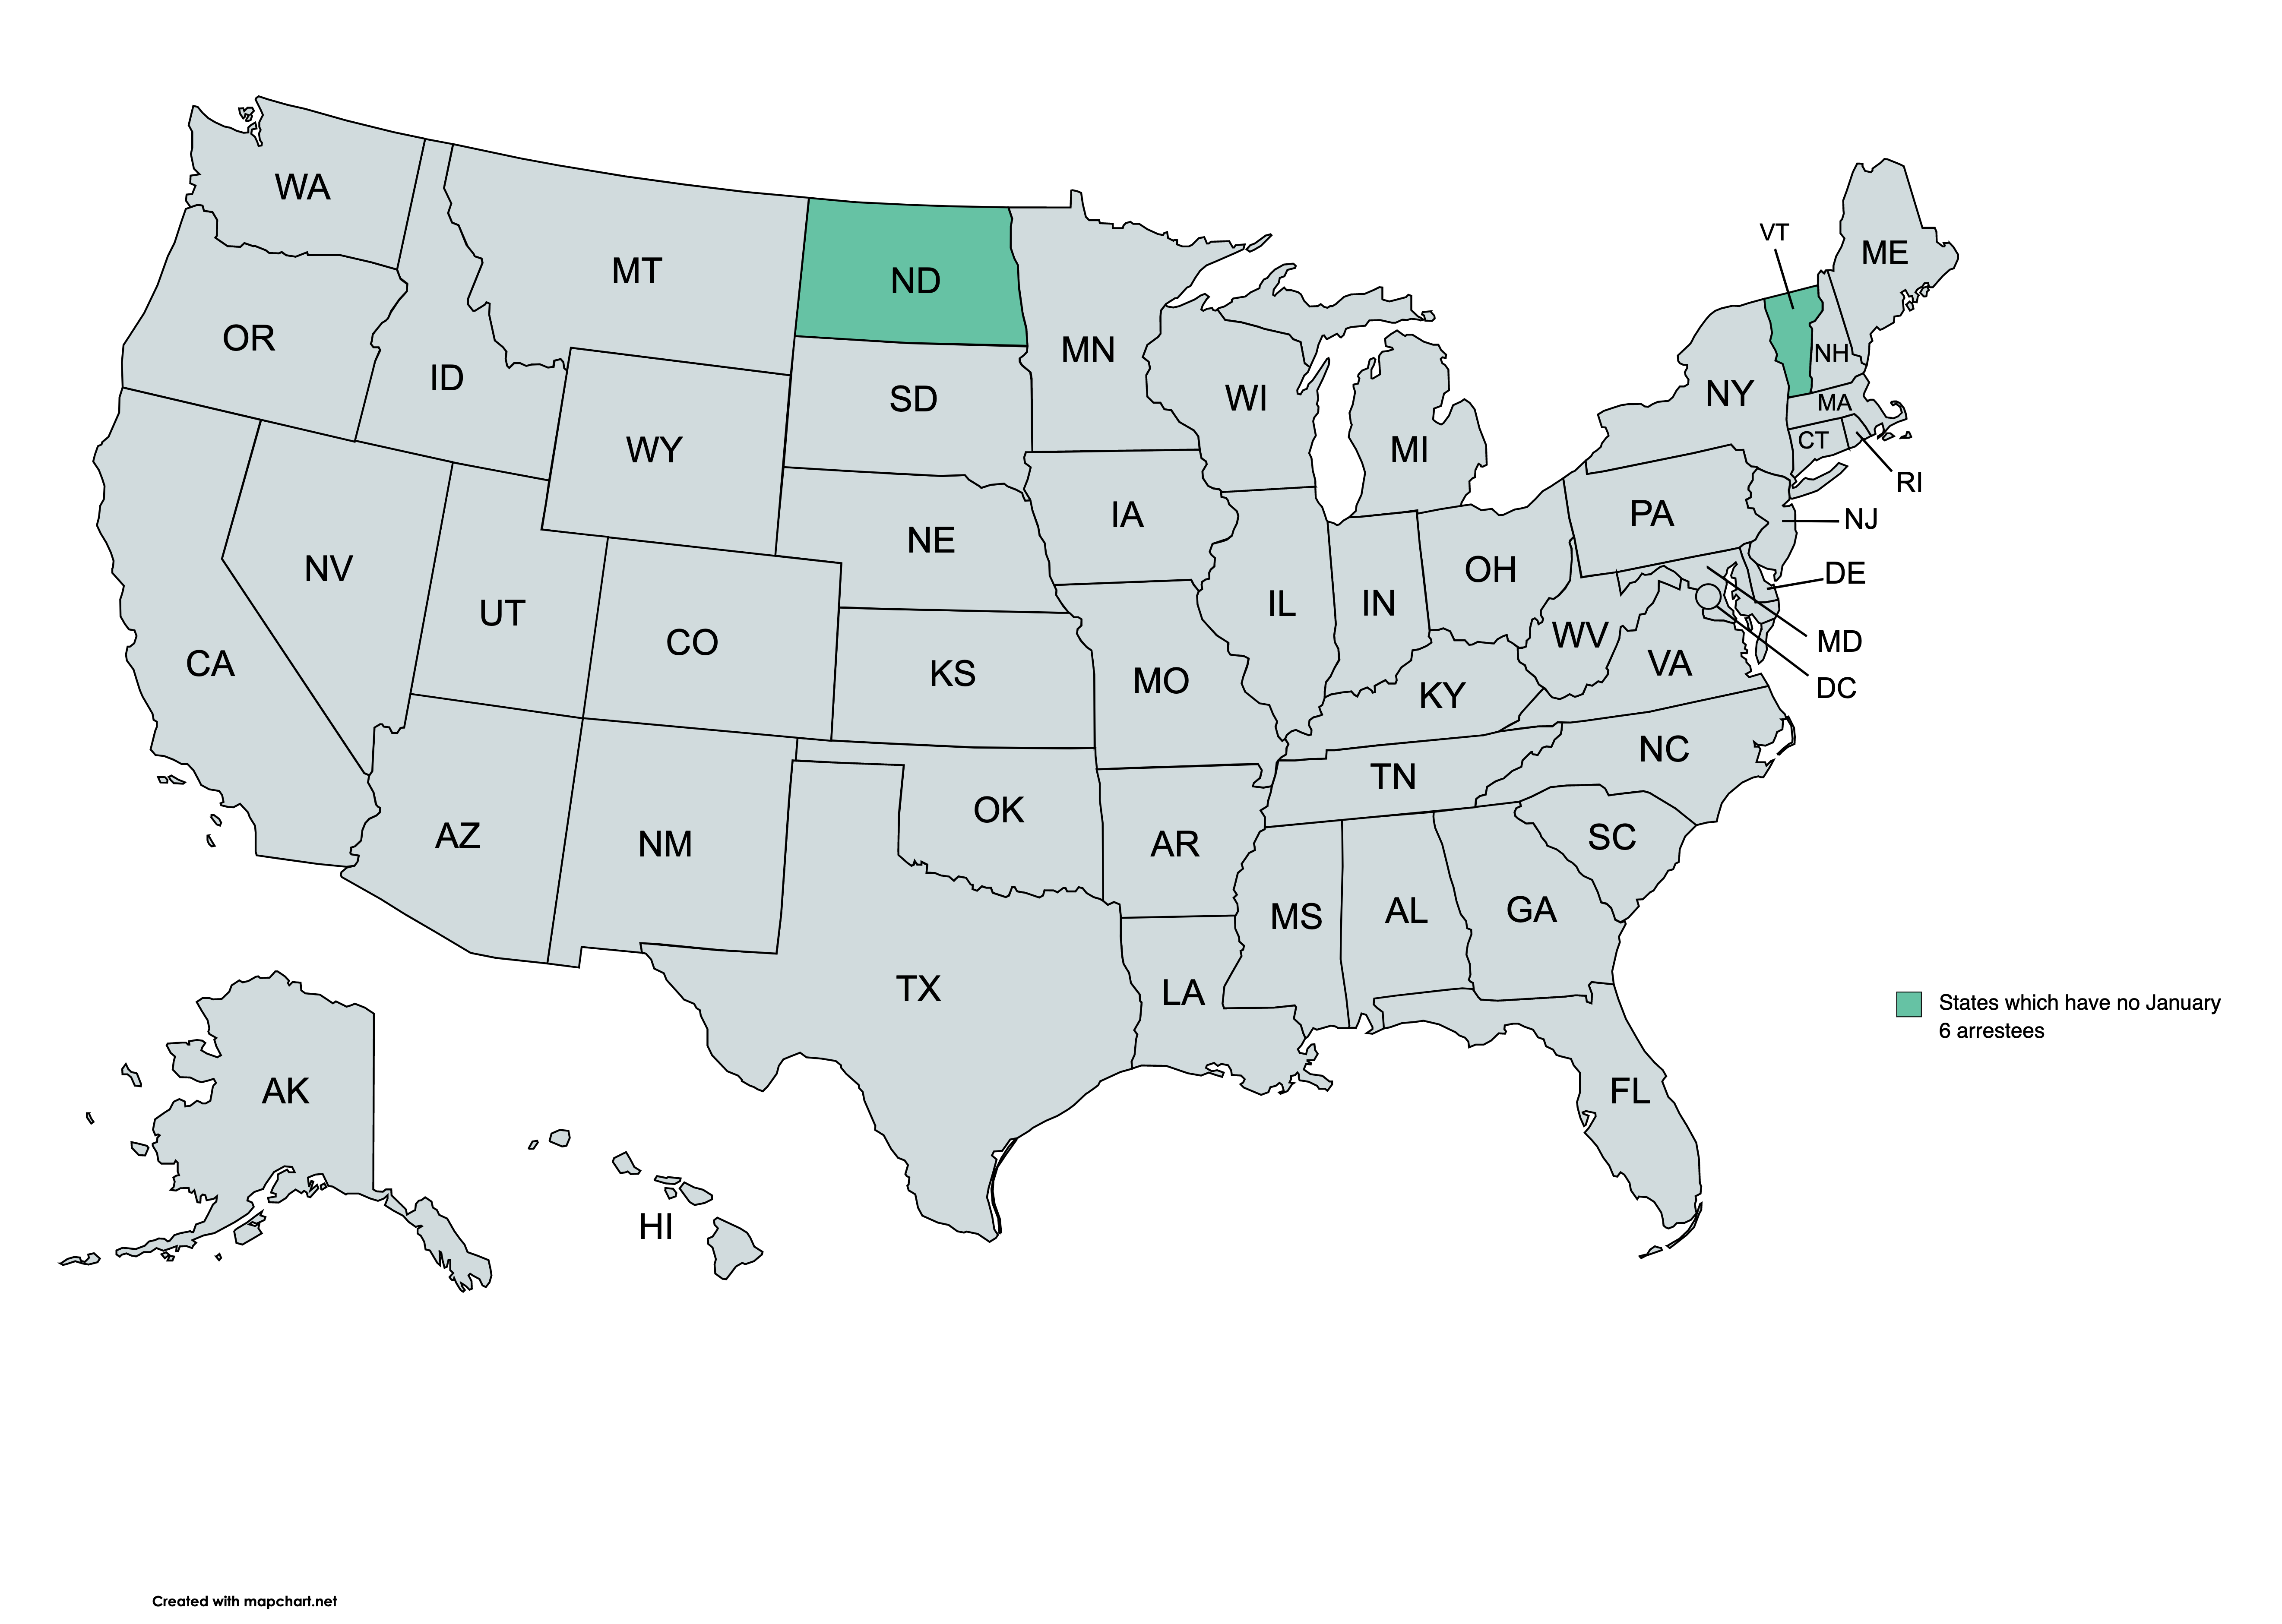 WA
MT
ND
MN
VT
ME
OR
ID
SD
WI
NH
NY
MA
WY
MI
CT
RI
IA
PA
NJ
NE
NV
OH
DE
UT
IL
IN
CO
WV
MD
CA
VA
KS
MO
DC
KY
NC
TN
OK
AZ
NM
AR
SC
MS
AL
GA
TX
LA
States which have no January
6 arrestees
AK
FL
HI
Created with mapchart.net